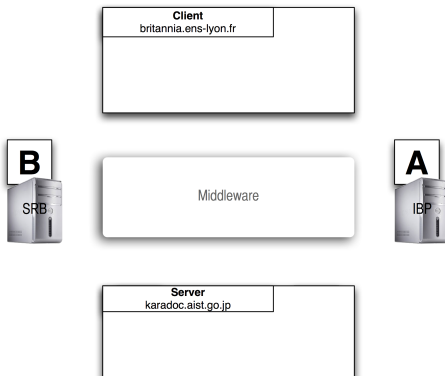 Client
britannia.ens-lyon.fr
B
SRB
Middleware
A
IBP
Server
karadoc.aist.go.jp